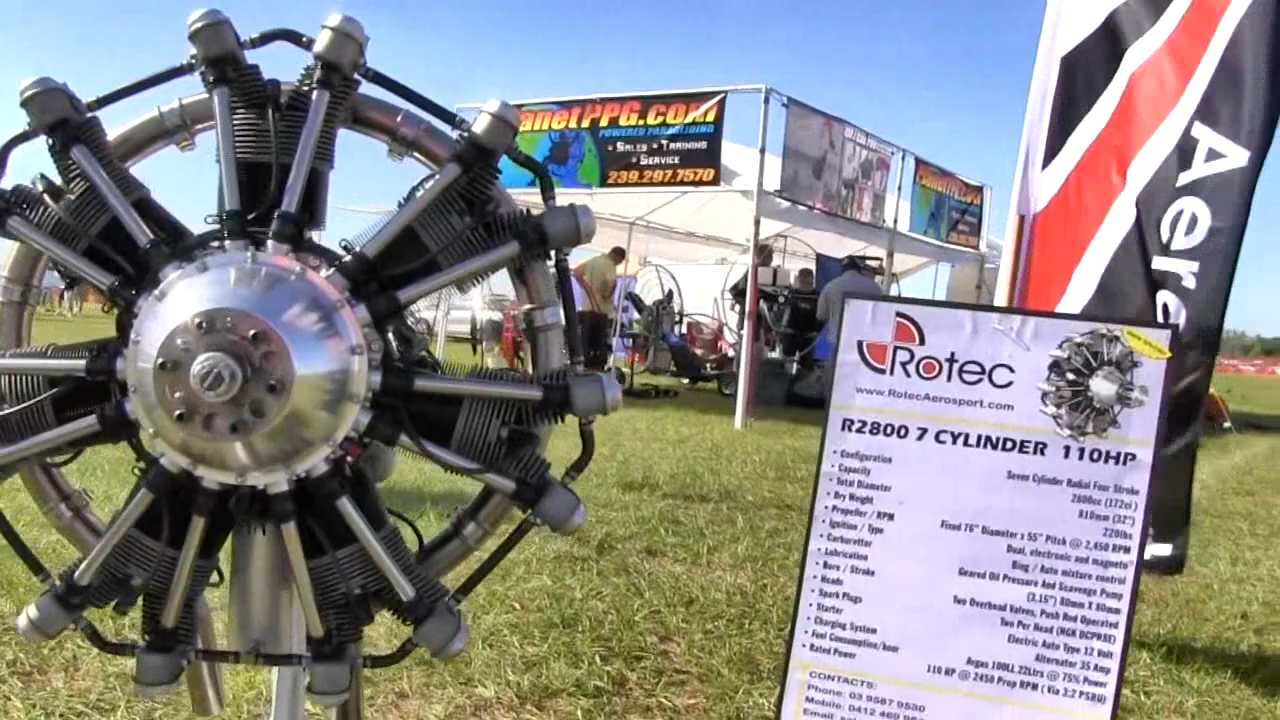 PlanetPPG.com
POWERED PARAGLIDING
• Sales • Training
• Service
239.297.7570
PlanetPPG.com
Aero
Rotec
www.RotecAerosport.com
R2800 7 CYLINDER 110HP
• Configuration Seven Cylinder Radial Four Stroke
• Capacity 2800cc (172ci)
• Total Diameter 810mm (32")
• Dry Weight 220lbs
• Propeller / RPM Fixed 76" Diameter x 55" Pitch @ 2,450 RPM
• Ignition / Type Dual, electronic and magneto
• Carburettor Bing / Auto mixture control
• Lubrication Geared Oil Pressure And Scavenge Pump
• Bore / Stroke (3.15") 80mm X 80mm
• Heads Two Overhead Valves, Push Rod Operated
• Spark Plugs Two Per Head (NGK DCPR8E)
• Starter Electric Auto Type 12 Volt
• Charging System Alternator 35 Amp
• Fuel Consumption/hour Avgas 100LL 22Ltrs @ 75% Power
• Rated Power 110 HP @ 2450 Prop RPM ( Via 3:2 PSRU)
CONTACTS:
Phone: 03 9587 9530
Mobile: 0412 469
Email: